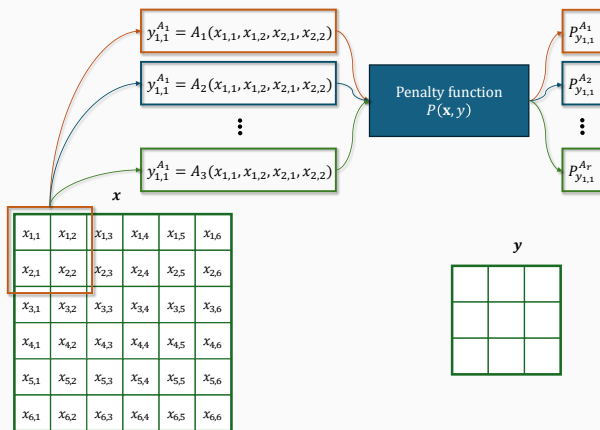 y_{1,1}^{A_1} = A_1(x_{1,1}, x_{1,2}, x_{2,1}, x_{2,2})
y_{1,1}^{A_1} = A_2(x_{1,1}, x_{1,2}, x_{2,1}, x_{2,2})
⋮
y_{1,1}^{A_1} = A_3(x_{1,1}, x_{1,2}, x_{2,1}, x_{2,2})
Penalty function
P(𝐱, y)
P_{y_{1,1}}^{A_1}
P_{y_{1,1}}^{A_2}
⋮
P_{y_{1,1}}^{A_r}
x
x_{1,1} x_{1,2} x_{1,3} x_{1,4} x_{1,5} x_{1,6}
x_{2,1} x_{2,2} x_{2,3} x_{2,4} x_{2,5} x_{2,6}
x_{3,1} x_{3,2} x_{3,3} x_{3,4} x_{3,5} x_{3,6}
x_{4,1} x_{4,2} x_{4,3} x_{4,4} x_{4,5} x_{4,6}
x_{5,1} x_{5,2} x_{5,3} x_{5,4} x_{5,5} x_{5,6}
x_{6,1} x_{6,2} x_{6,3} x_{6,4} x_{6,5} x_{6,6}
y